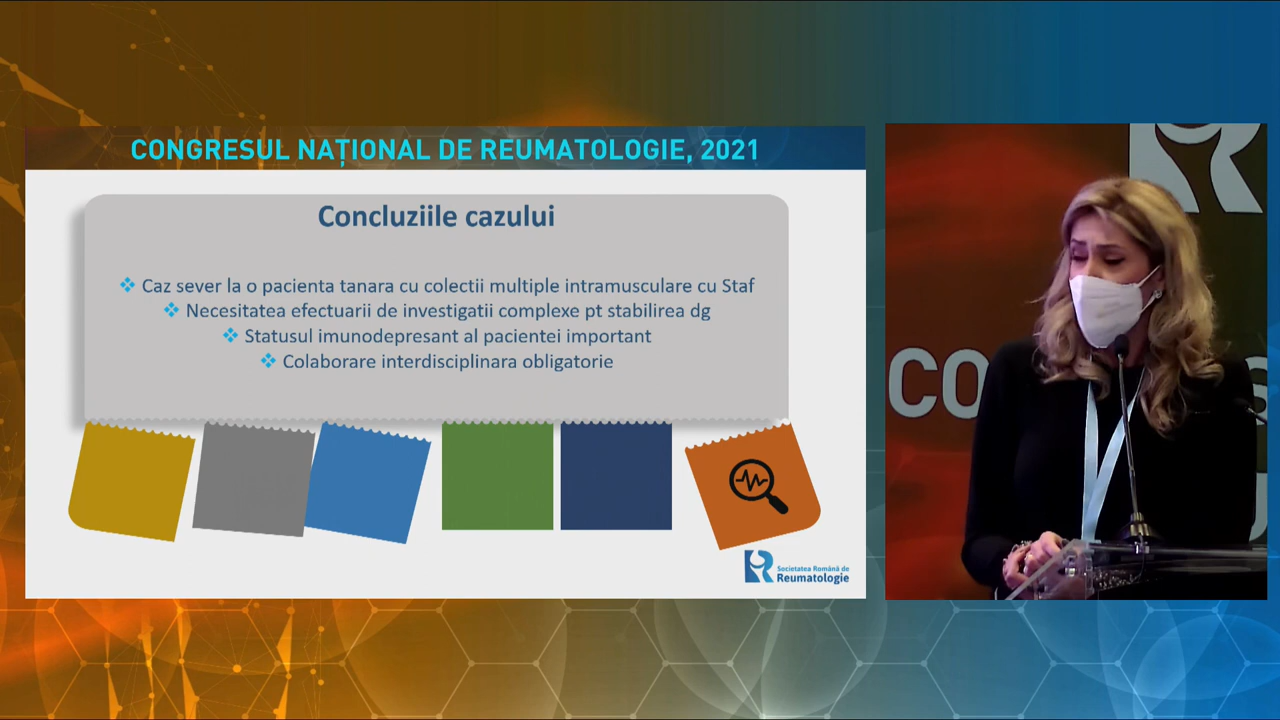 CONGRESUL NAȚIONAL DE REUMATOLOGIE, 2021
Concluziile cazului
Caz sever la o pacienta tanara cu colectii multiple intramusculare cu Staf
Necesitatea efectuarii de investigatii complexe pt stabilirea dg
Statusul imunodepresant al pacientei important
Colaborare interdisciplinara obligatorie
Societatea Română de
Reumatologie
CO